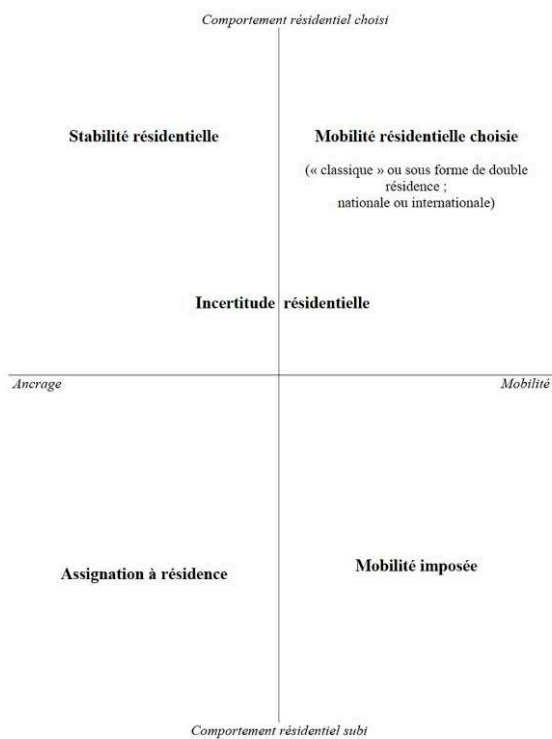 Comportement résidentiel choisi
Stabilité résidentielle
Mobilité résidentielle choisie
(« classique » ou sous forme de double
résidence ;
nationale ou internationale)
Incertitude résidentielle
Ancrage
Mobilité
Assignation à résidence
Mobilité imposée
Comportement résidentiel subi